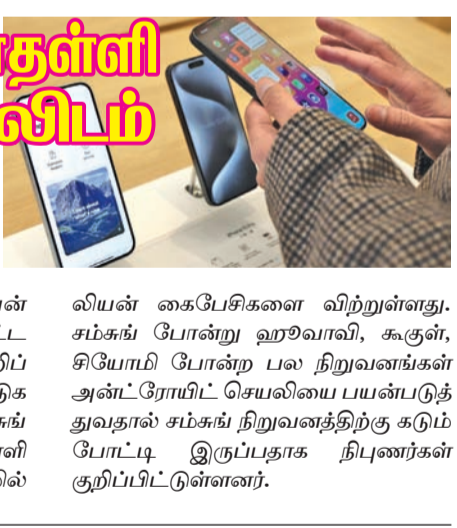 தள்ளி
லிடம்
யன்
ட்ட
றிப்
டுக
சுங்
ளி
ில்
லியன் கைபேசிகளை விற்றுள்ளது.
சம்சுங் போன்று ஹூவாவி, கூகுள்,
சியோமி போன்ற பல நிறுவனங்கள்
அன்ட்ரோயிட் செயலியை பயன்படுத்
துவதால் சம்சுங் நிறுவனத்திற்கு கடும்
போட்டி இருப்பதாக நிபுணர்கள்
குறிப்பிட்டுள்ளனர்.